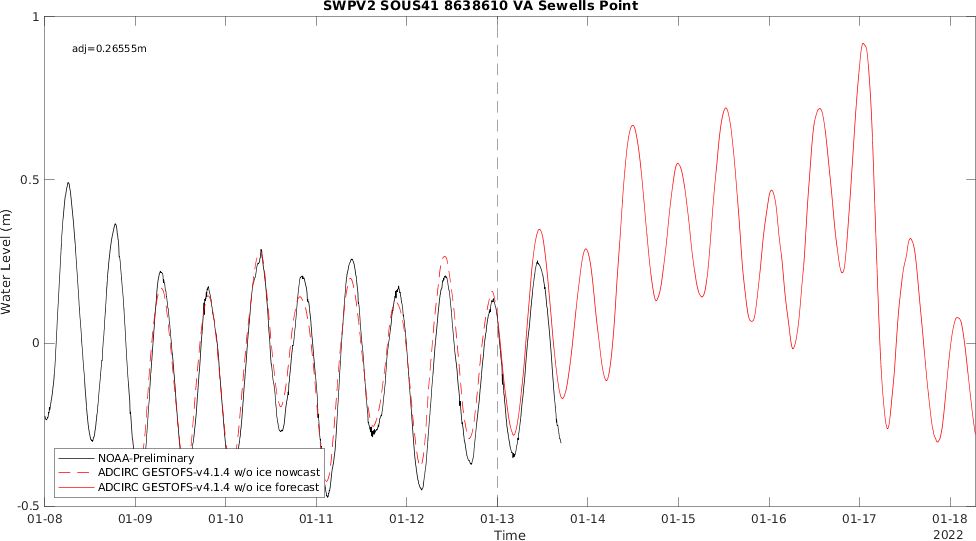 SWPV2 SOUS41 8638610 VA Sewells Point
adj=0.26555m
1
0.5
0
-0.5
Water Level (m)
NOAA-Preliminary
ADCIRC GESTOFS-v4.1.4 w/o ice nowcast
ADCIRC GESTOFS-v4.1.4 w/o ice forecast
01-08 01-09 01-10 01-11 01-12 01-13 01-14 01-15 01-16 01-17 01-18
Time
2022